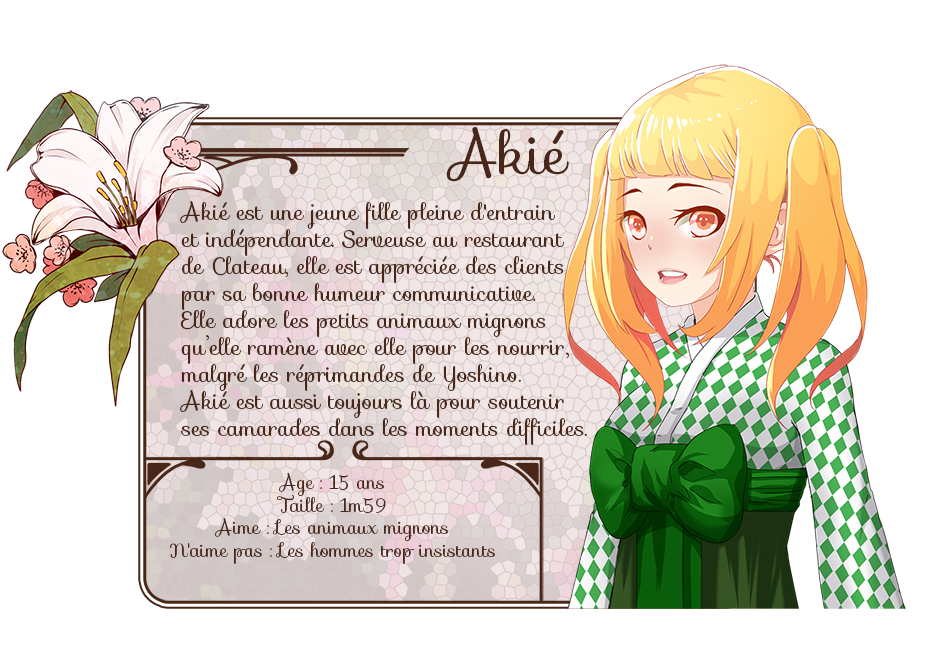 Akié
Akié est une jeune fille pleine d'entrain
et indépendante. Serveuse au restaurant
de Clateau, elle est appréciée des clients
par sa bonne humeur communicative.
Elle adore les petits animaux mignons
qu'elle ramène avec elle pour les nourrir,
malgré les réprimandes de Yoshino.
Akié est aussi toujours là pour soutenir
ses camarades dans les moments difficiles.
Age : 15 ans
Taille : 1m59
Aime : Les animaux mignons
N'aime pas : Les hommes trop insistants